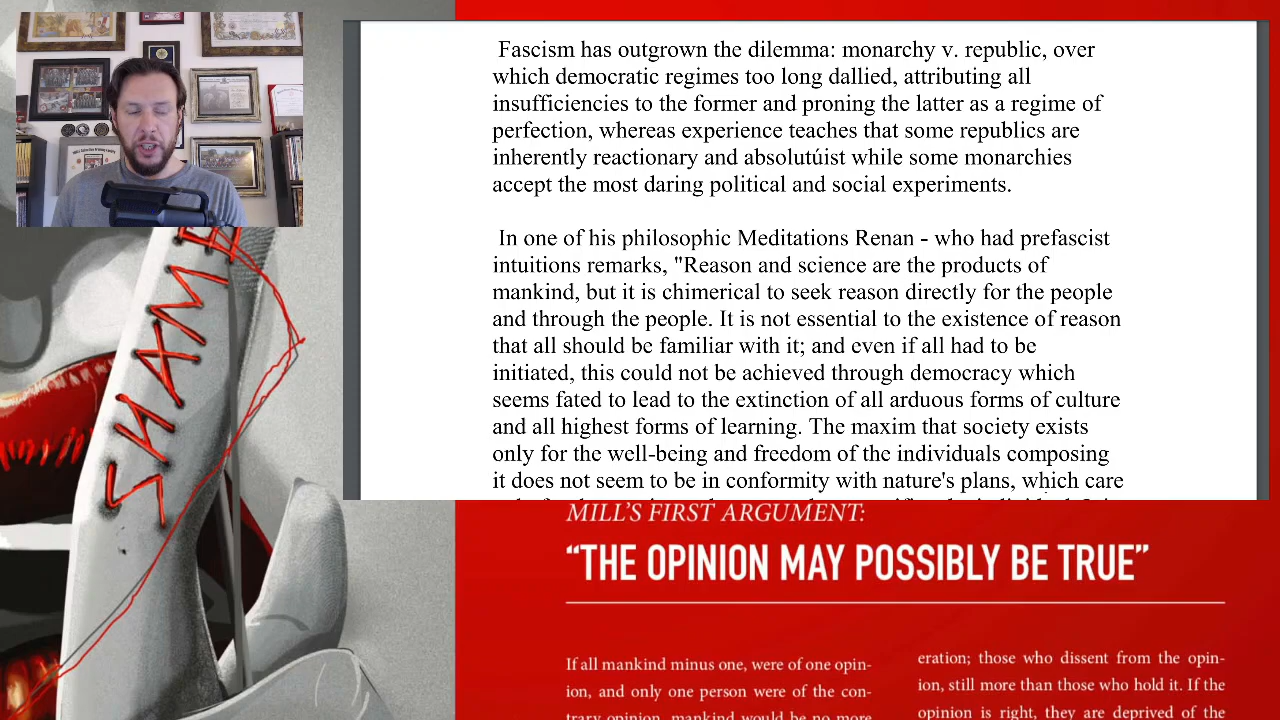 Fascism has outgrown the dilemma: monarchy v. republic, over
which democratic regimes too long dallied, attributing all
insufficiencies to the former and proning the latter as a regime of
perfection, whereas experience teaches that some republics are
inherently reactionary and absolutúist while some monarchies
accept the most daring political and social experiments.
In one of his philosophic Meditations Renan - who had prefascist
intuitions remarks, "Reason and science are the products of
mankind, but it is chimerical to seek reason directly for the people
and through the people. It is not essential to the existence of reason
that all should be familiar with it; and even if all had to be
initiated, this could not be achieved through democracy which
seems fated to lead to the extinction of all arduous forms of culture
and all highest forms of learning. The maxim that society exists
only for the well-being and freedom of the individuals composing
it does not seem to be in conformity with nature's plans, which care
SHAME
MILL'S FIRST ARGUMENT:
“THE OPINION MAY POSSIBLY BE TRUE”
If all mankind minus one, were of one opin-
ion, and only one person were of the con-
trary opinion, mankind would be no more
eration; those who dissent from the opin-
ion, still more than those who hold it. If the
opinion is right, they are deprived of the